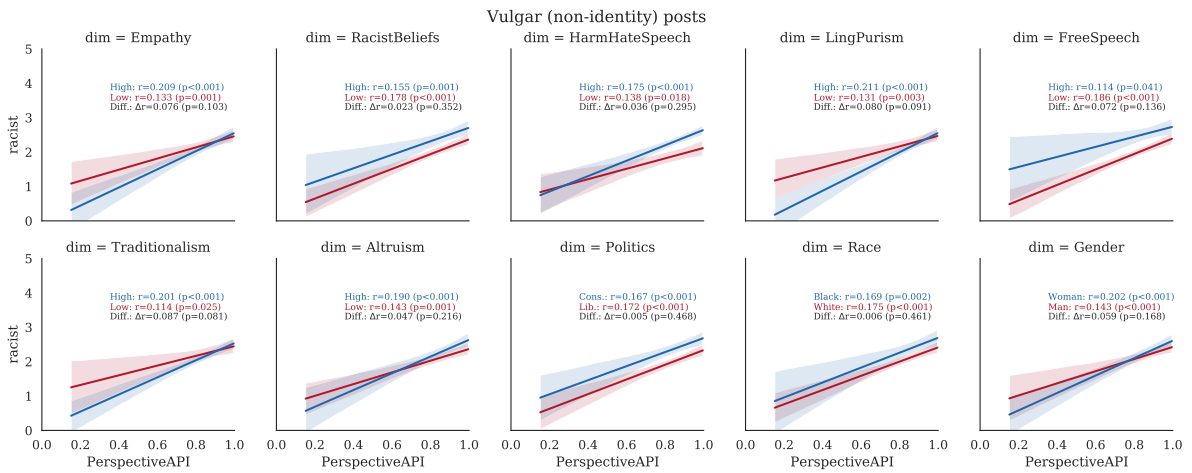 Vulgar (non-identity) posts
dim = Empathy
High: r=0.209 (p<0.001)
Low: r=0.133 (p=0.001)
Diff.: Δr=0.076 (p=0.103)
5
4
3
2
1
0
racist
dim = RacistBeliefs
High: r=0.155 (p=0.001)
Low: r=0.178 (p<0.001)
Diff.: Δr=0.023 (p=0.352)
dim = HarmHateSpeech
High: r=0.175 (p<0.001)
Low: r=0.138 (p=0.018)
Diff.: Δr=0.036 (p=0.295)
dim = LingPurism
High: r=0.211 (p<0.001)
Low: r=0.131 (p=0.003)
Diff.: Δr=0.080 (p=0.091)
dim = FreeSpeech
High: r=0.114 (p=0.041)
Low: r=0.186 (p<0.001)
Diff.: Δr=0.072 (p=0.136)
dim = Traditionalism
High: r=0.201 (p<0.001)
Low: r=0.114 (p=0.025)
Diff.: Δr=0.087 (p=0.081)
5
4
3
2
1
0
racist
0.0 0.2 0.4 0.6 0.8 1.0
PerspectiveAPI
dim = Altruism
High: r=0.190 (p<0.001)
Low: r=0.143 (p=0.001)
Diff.: Δr=0.047 (p=0.216)
0.0 0.2 0.4 0.6 0.8 1.0
PerspectiveAPI
dim = Politics
Cons.: r=0.167 (p<0.001)
Lib.: r=0.172 (p<0.001)
Diff.: Δr=0.005 (p=0.468)
0.0 0.2 0.4 0.6 0.8 1.0
PerspectiveAPI
dim = Race
Black: r=0.169 (p=0.002)
White: r=0.175 (p<0.001)
Diff.: Δr=0.006 (p=0.461)
0.0 0.2 0.4 0.6 0.8 1.0
PerspectiveAPI
dim = Gender
Woman: r=0.202 (p<0.001)
Man: r=0.143 (p<0.001)
Diff.: Δr=0.059 (p=0.168)
0.0 0.2 0.4 0.6 0.8 1.0
PerspectiveAPI